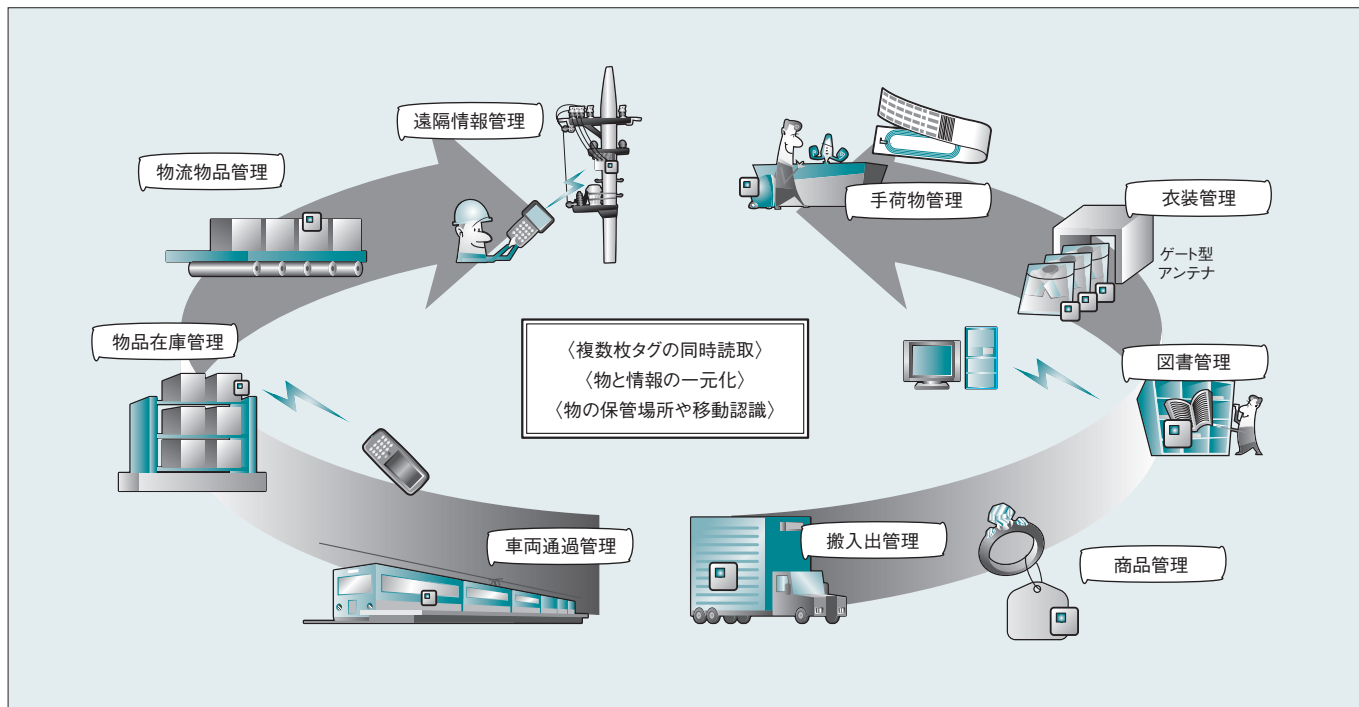 遠隔情報管理
物流物品管理
手荷物管理
衣装管理
ゲート型
アンテナ
物品在庫管理
〈複数枚タグの同時読取〉
〈物と情報の一元化〉
〈物の保管場所や移動認識〉
図書管理
車両通過管理
搬入出管理
商品管理